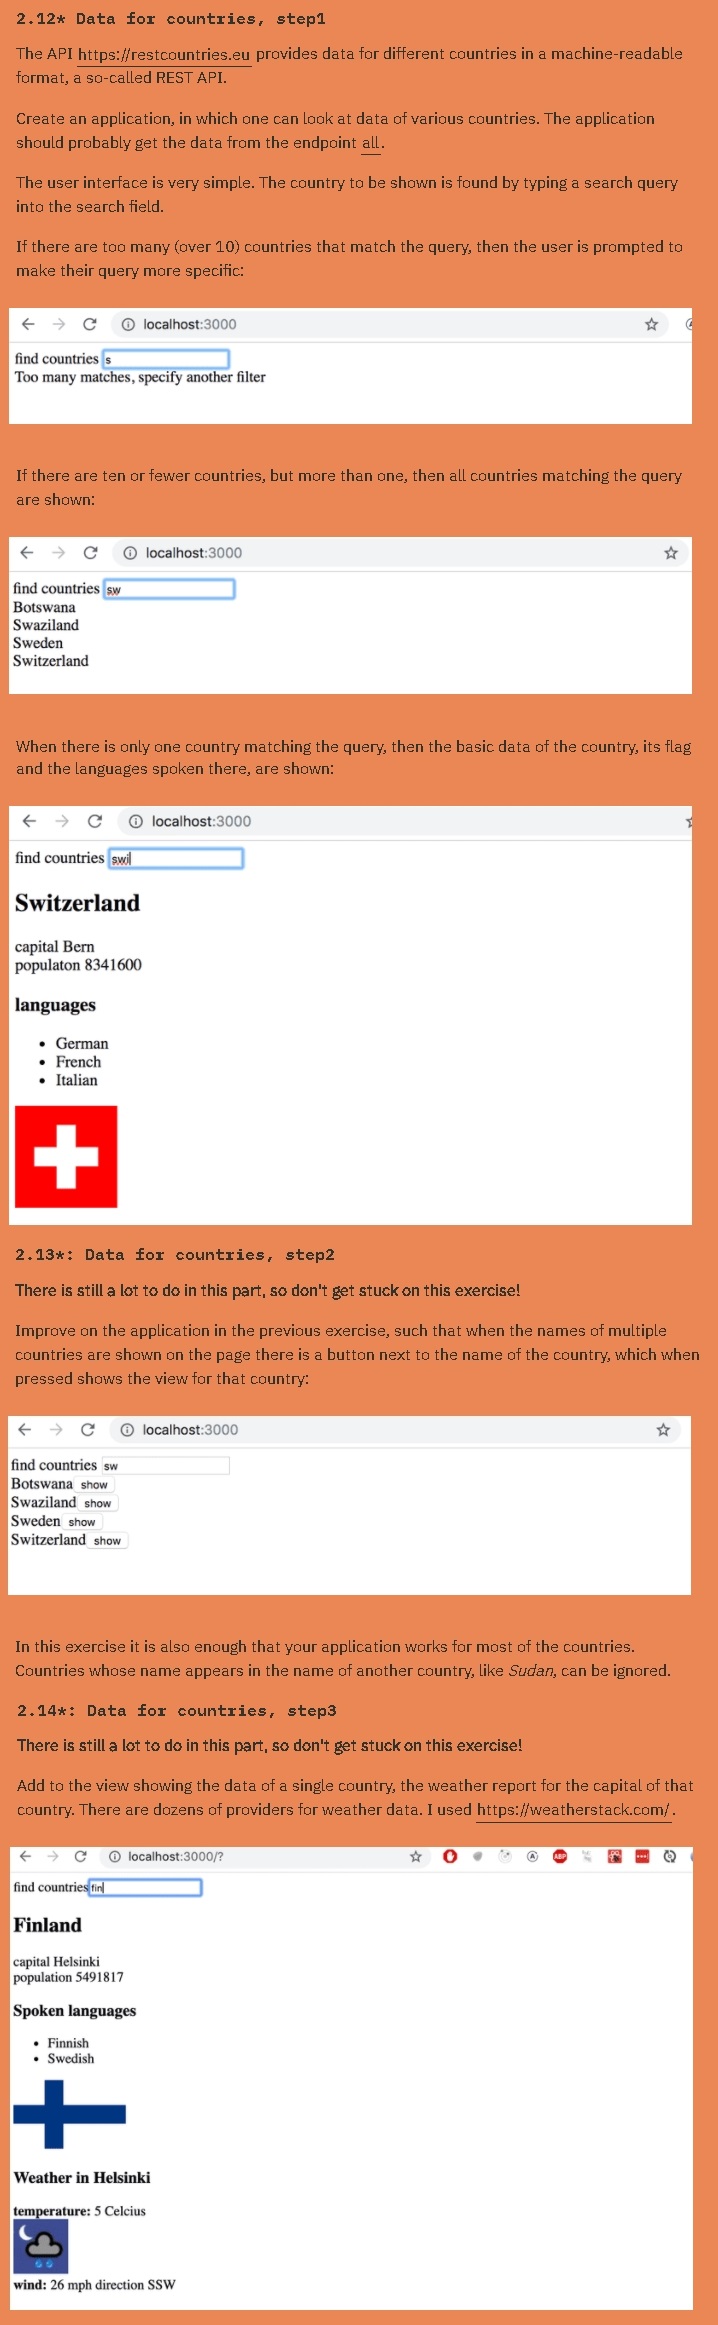 2.12* Data for countries, step1
The API https://restcountries.eu provides data for different countries in a machine-readable
format, a so-called REST API.
Create an application, in which one can look at data of various countries. The application
should probably get the data from the endpoint all.
The user interface is very simple. The country to be shown is found by typing a search query
into the search field.
If there are too many (over 10) countries that match the query, then the user is prompted to
make their query more specific:
localhost:3000
find countries s
Too many matches, specify another filter
If there are ten or fewer countries, but more than one, then all countries matching the query
are shown:
localhost:3000
find countries sw
Botswana
Swaziland
Sweden
Switzerland
When there is only one country matching the query, then the basic data of the country, its flag
and the languages spoken there, are shown:
localhost:3000
find countries swi
Switzerland
capital Bern
populaton 8341600
languages
• German
• French
• Italian
2.13*: Data for countries, step2
There is still a lot to do in this part, so don't get stuck on this exercise!
Improve on the application in the previous exercise, such that when the names of multiple
countries are shown on the page there is a button next to the name of the country, which when
pressed shows the view for that country:
localhost:3000
find countries sw
Botswana show
Swaziland show
Sweden show
Switzerland show
In this exercise it is also enough that your application works for most of the countries.
Countries whose name appears in the name of another country, like Sudan, can be ignored.
2.14*: Data for countries, step3
There is still a lot to do in this part, so don't get stuck on this exercise!
Add to the view showing the data of a single country, the weather report for the capital of that
country. There are dozens of providers for weather data. I used https://weatherstack.com/.
localhost:3000/?
ABP
find countries fin
Finland
capital Helsinki
population 5491817
Spoken languages
• Finnish
• Swedish
Weather in Helsinki
temperature: 5 Celcius
wind: 26 mph direction SSW